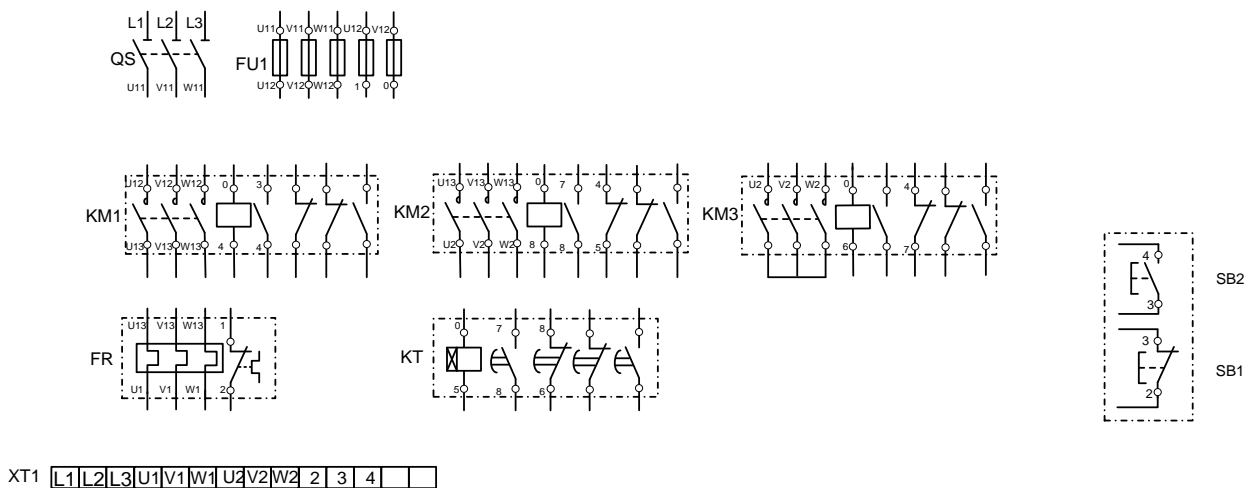 L1 L2 L3
QS
U11 V11 W11
U11 V11 W11 U12 V12
FU1
U12 V12 W12 1 0
U12 V12 W12 0 3
KM1
U13 V13 W13 4 4
U13 V13 W13 0 7 4
KM2
U2 V2 W2 8 8 5
U2 V2 W2 0 4
KM3
6 7
4
SB2
3
3
SB1
2
U13 V13 W13 1
FR
U1 V1 W1 2
0 7 8
KT
5 8 6
XT1 L1 L2 L3 U1 V1 W1 U2 V2 W2 2 3 4